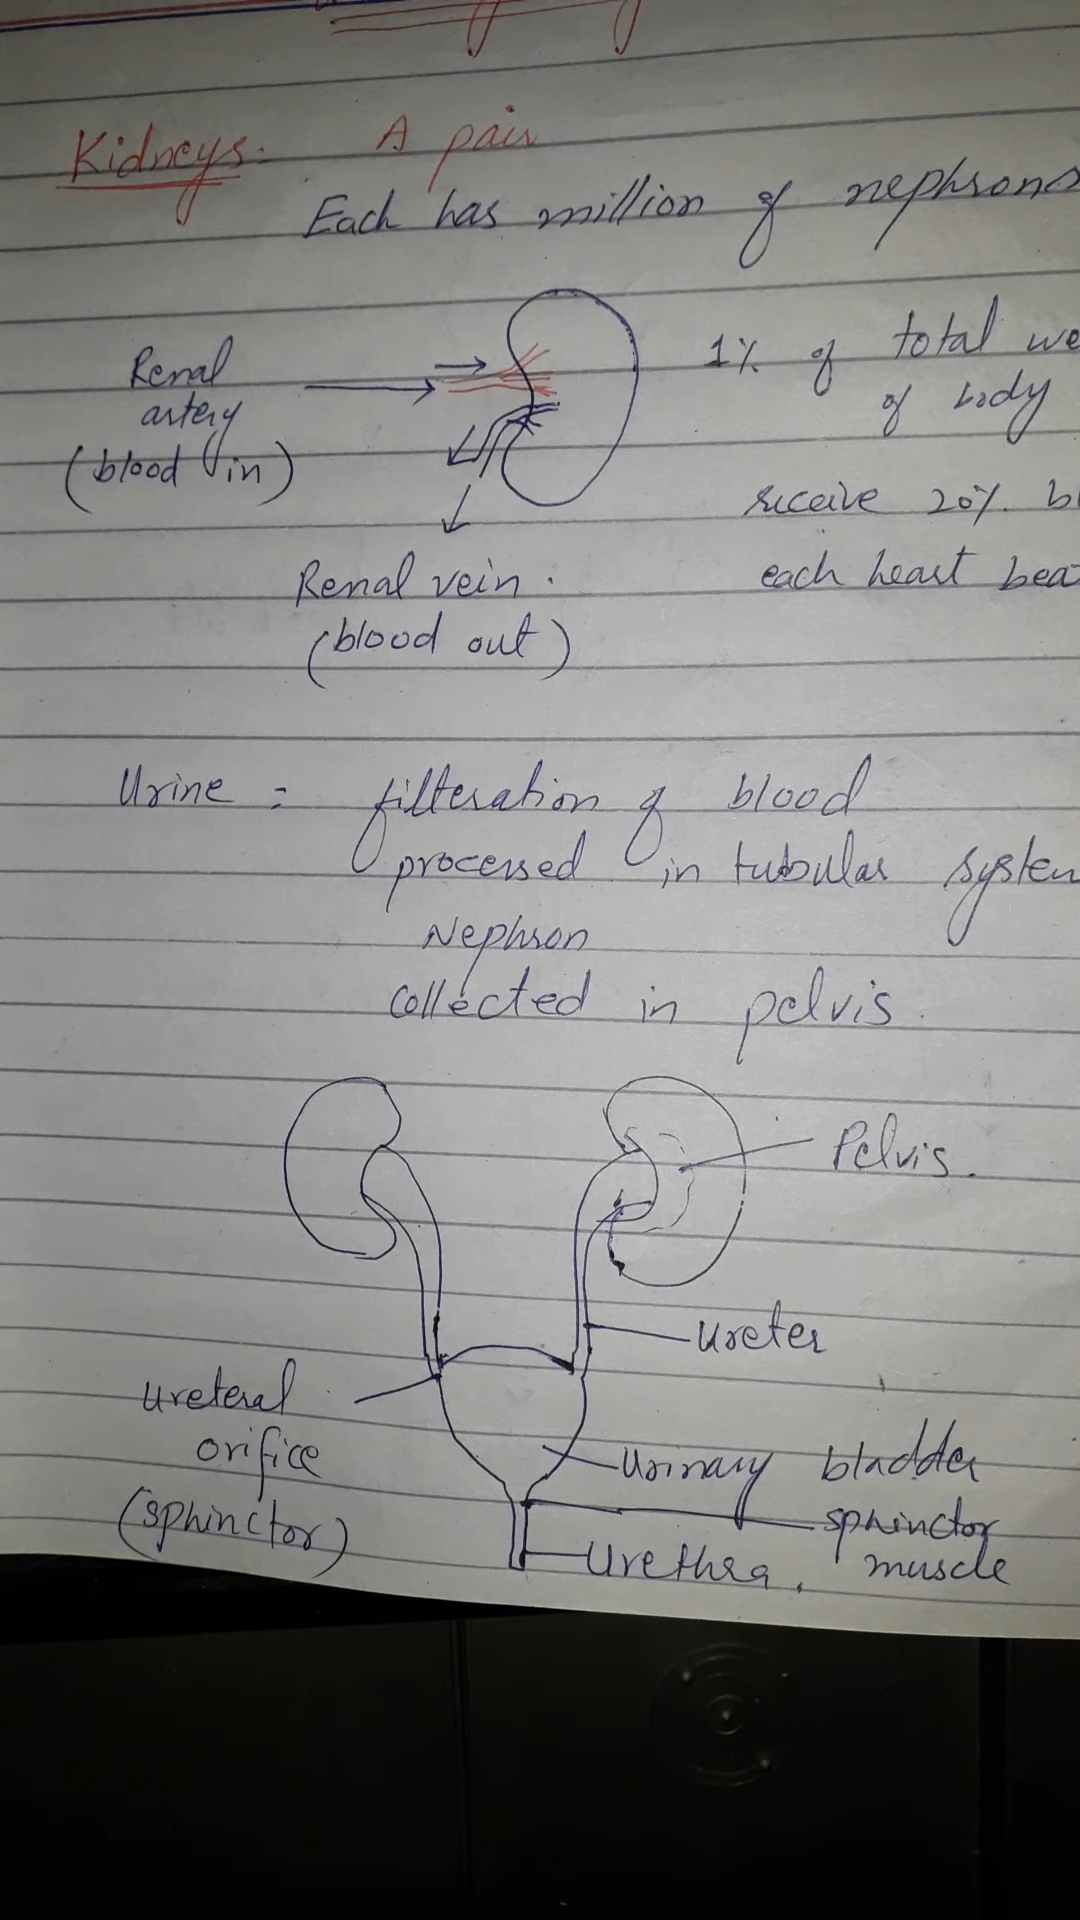 Kidneys:- A pair
Each has million of nephrons
Renal
artery
(blood in)
1% of total we
of body
receive 20% bl
each heart bea
Renal vein.
(blood out)
Urine = filteration of blood
processed in tubular system
Nephron
collected in pelvis.
Pelvis.
Ureter
Ureteral
orifice
(sphinctor)
Urinary bladder
sphinctor
muscle
Urethra.